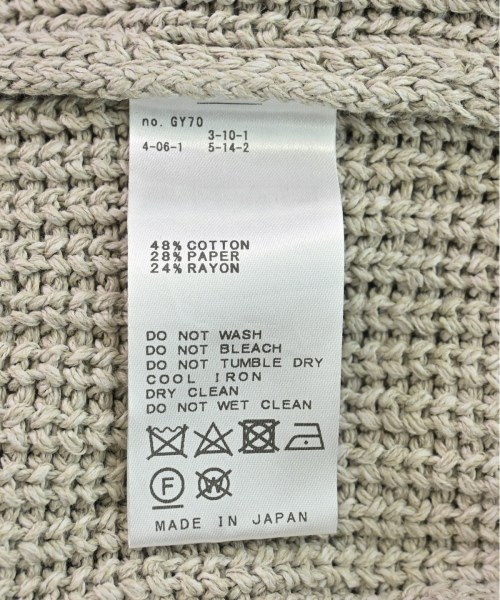 no. GY70
3-10-1
4-06-1 5-14-2
48% COTTON
28% PAPER
24% RAYON
DO NOT WASH
DO NOT BLEACH
DO NOT TUMBLE DRY
COOL IRON
DRY CLEAN
DO NOT WET CLEAN
F W
MADE IN JAPAN